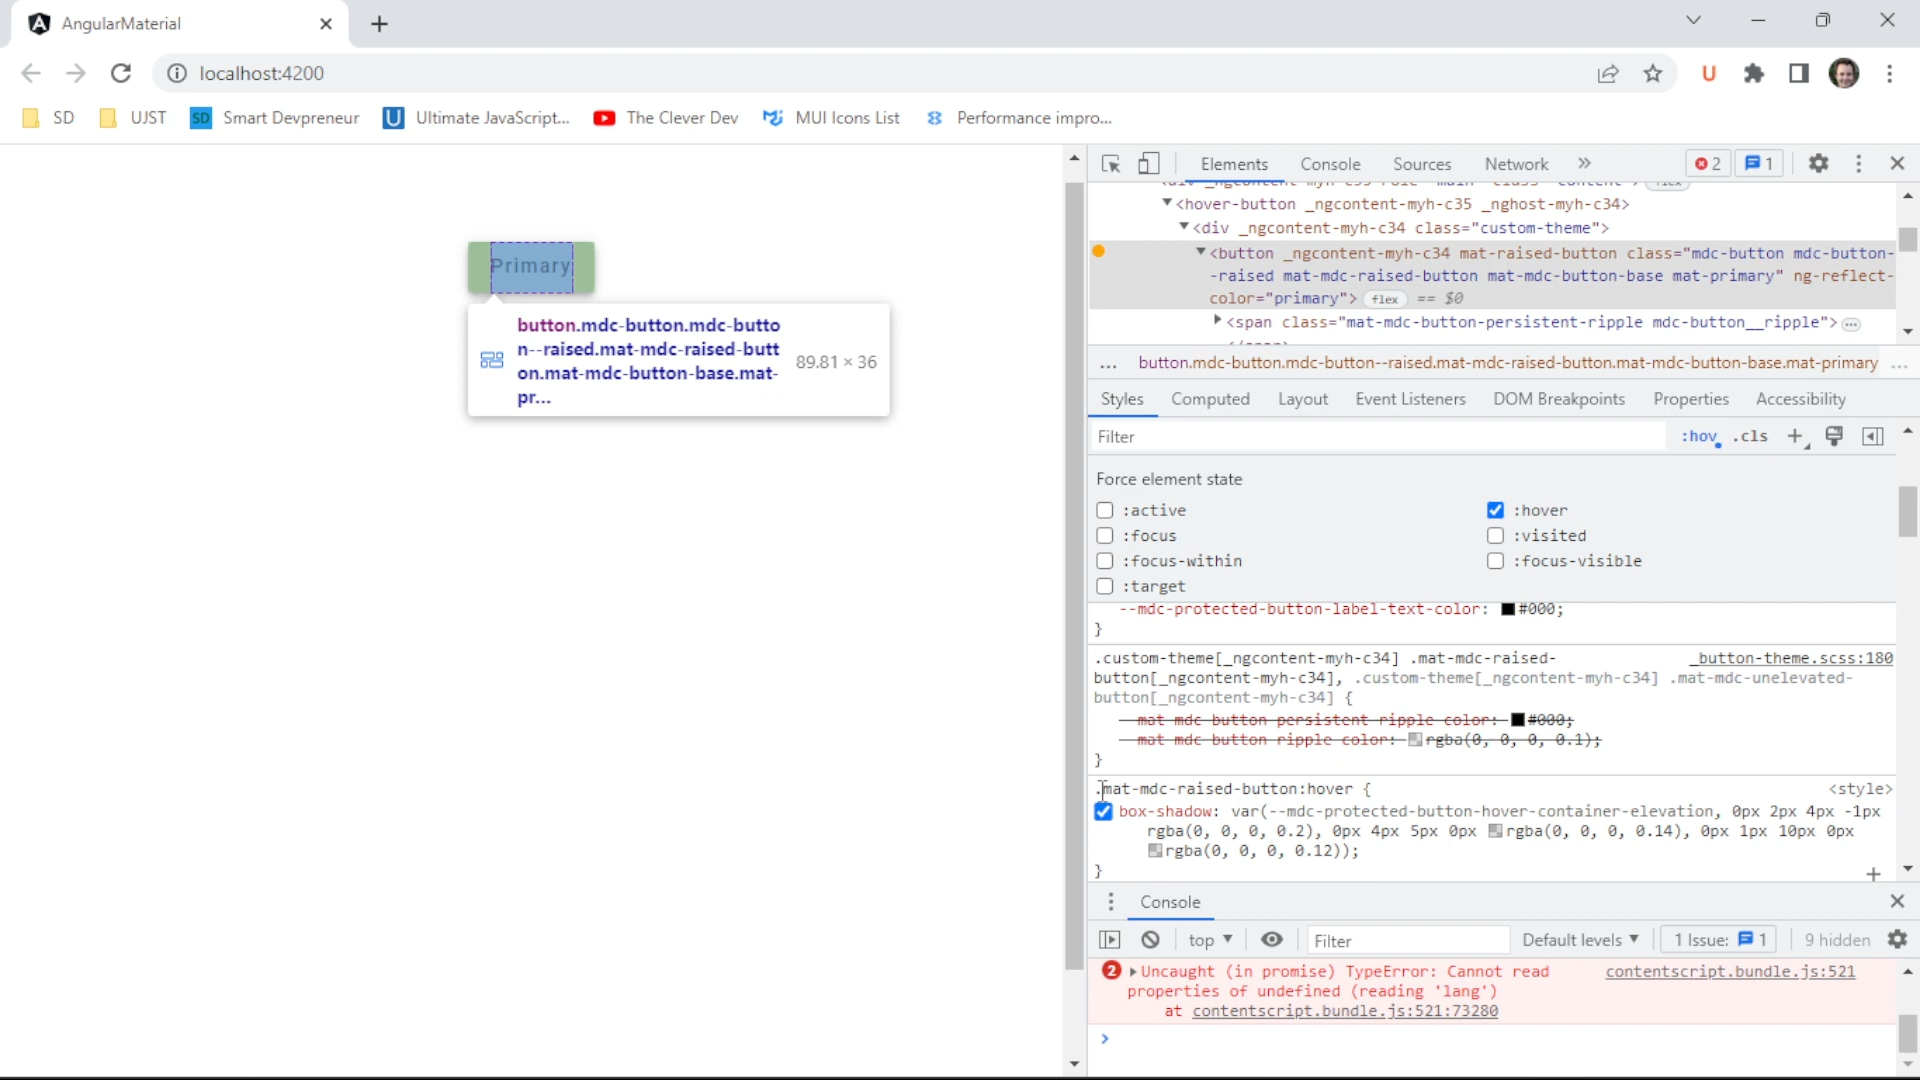 AngularMaterial
localhost:4200
U
SD
UJST
SD Smart Devpreneur
U Ultimate JavaScript...
The Clever Dev
MUI Icons List
Performance impro...
Primary
button.mdc-button.mdc-butto
n--raised.mat-mdc-raised-butt
on.mat-mdc-button-base.mat-
pr...
89.81 × 36
Elements Console Sources Network » 2 1
<hover-button _ngcontent-myh-c35 _nghost-myh-c34>
<div _ngcontent-myh-c34 class="custom-theme">
<button _ngcontent-myh-c34 mat-raised-button class="mdc-button mdc-button-
-raised mat-mdc-raised-button mat-mdc-button-base mat-primary" ng-reflect-
color="primary"> flex == $0
<span class="mat-mdc-button-persistent-ripple mdc-button__ripple"> …
... button.mdc-button.mdc-button--raised.mat-mdc-raised-button.mat-mdc-button-base.mat-primary ...
Styles Computed Layout Event Listeners DOM Breakpoints Properties Accessibility
Filter :hov .cls +
Force element state
:active :hover
:focus :visited
:focus-within :focus-visible
:target
--mdc-protected-button-label-text-color: #000;
}
.custom-theme[_ngcontent-myh-c34] .mat-mdc-raised- _button-theme.scss:180
button[_ngcontent-myh-c34], .custom-theme[_ngcontent-myh-c34] .mat-mdc-unelevated-
button[_ngcontent-myh-c34] {
--mat-mdc-button-persistent-ripple-color: #000;
--mat-mdc-button-ripple-color: rgba(0, 0, 0, 0.1);
}
.mat-mdc-raised-button:hover { <style>
box-shadow: var(--mdc-protected-button-hover-container-elevation, 0px 2px 4px -1px
rgba(0, 0, 0, 0.2), 0px 4px 5px 0px rgba(0, 0, 0, 0.14), 0px 1px 10px 0px
rgba(0, 0, 0, 0.12));
}
Console
top Filter Default levels 1 Issue: 1 9 hidden
2 Uncaught (in promise) TypeError: Cannot read contentscript.bundle.js:521
properties of undefined (reading 'lang')
at contentscript.bundle.js:521:73280